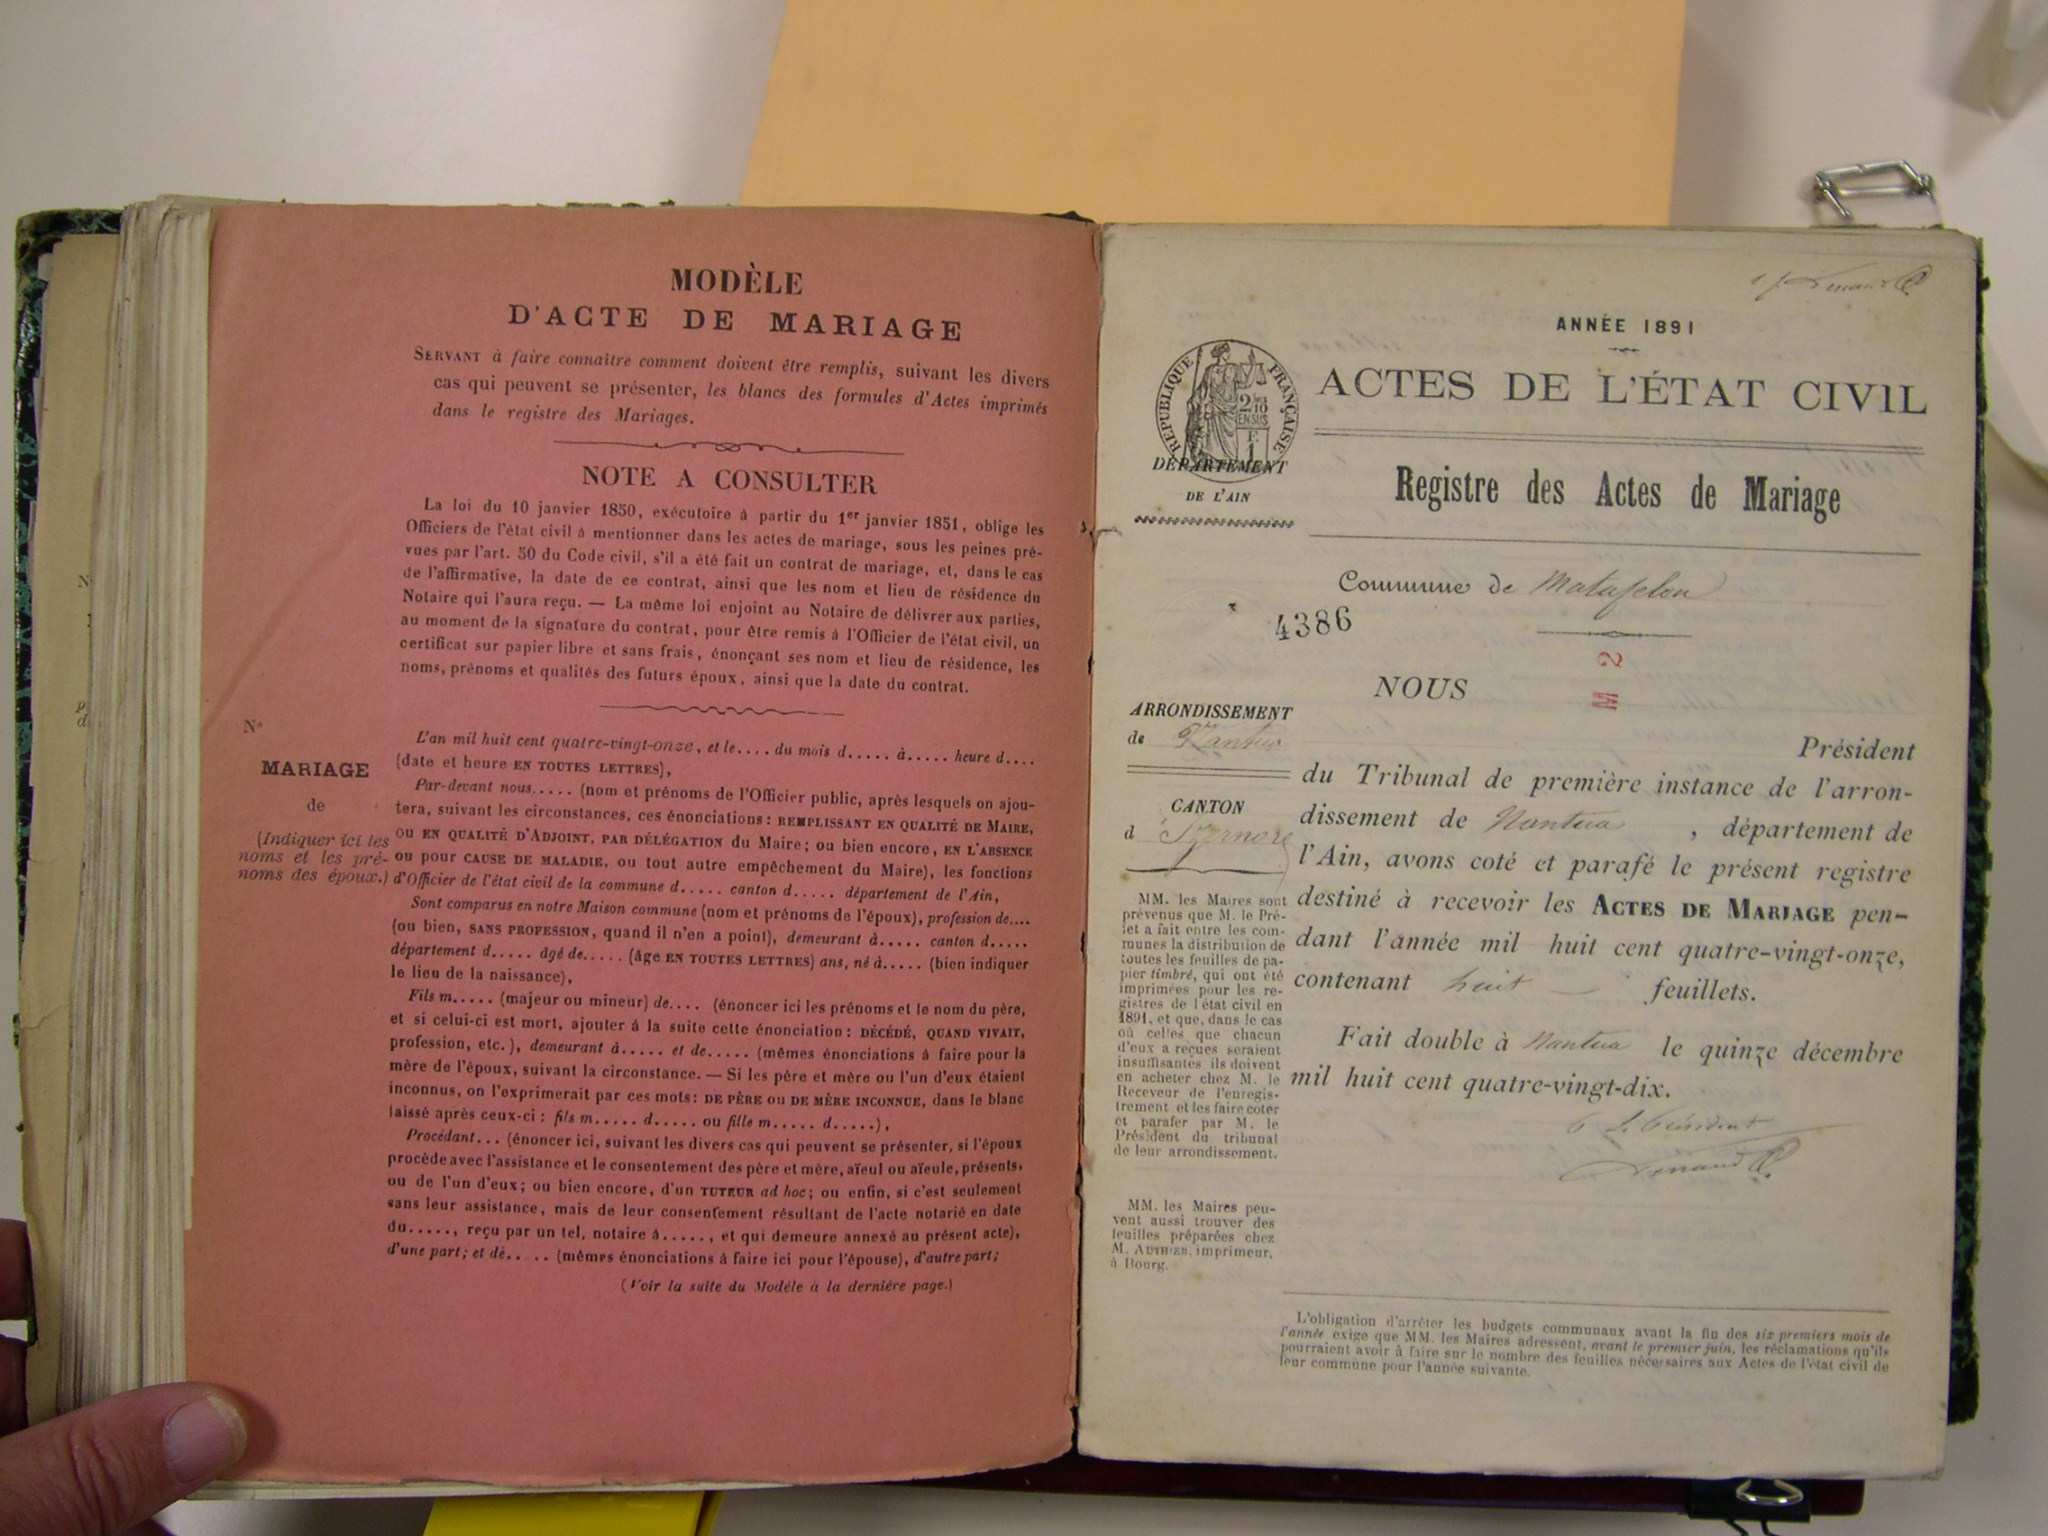 MODÈLE
D'ACTE DE MARIAGE
SERVANT à faire connaître comment doivent être remplis, suivant les divers
cas qui peuvent se présenter, les blancs des formules d'Actes imprimés
dans le registre des Mariages.
NOTE A CONSULTER
La loi du 10 janvier 1850, exécutoire à partir du 1er janvier 1851, oblige les
Officiers de l'état civil à mentionner dans les actes de mariage, sous les peines pré-
vues par l'art. 50 du Code civil, s'il a été fait un contrat de mariage, et, dans le cas
de l'affirmative, la date de ce contrat, ainsi que les nom et lieu de résidence du
Notaire qui l'aura reçu. — La même loi enjoint au Notaire de délivrer aux parties,
au moment de la signature du contrat, pour être remis à l'Officier de l'état civil, un
certificat sur papier libre et sans frais, énonçant ses nom et lieu de résidence, les
noms, prénoms et qualités des futurs époux, ainsi que la date du contrat.
N°
MARIAGE
de
(Indiquer ici les
noms et les pré-
noms des époux.)
L'an mil huit cent quatre-vingt-onze, et le.... du mois d..... à..... heure d....
(date et heure EN TOUTES LETTRES),
Par-devant nous..... (nom et prénoms de l'Officier public, après lesquels on ajou-
tera, suivant les circonstances, ces énonciations: REMPLISSANT EN QUALITÉ DE MAIRE,
ou EN QUALITÉ D'ADJOINT, PAR DÉLÉGATION du Maire; ou bien encore, EN L'ABSENCE
ou pour CAUSE DE MALADIE, ou tout autre empêchement du Maire), les fonctions
d'Officier de l'état civil de la commune d..... canton d..... département de l'Ain,
Sont comparus en notre Maison commune (nom et prénoms de l'époux), profession de....
(ou bien, SANS PROFESSION, quand il n'en a point), demeurant à..... canton d.....
département d..... âgé de..... (âge EN TOUTES LETTRES) ans, né à..... (bien indiquer
le lieu de la naissance),
Fils m..... (majeur ou mineur) de.... (énoncer ici les prénoms et le nom du père,
et si celui-ci est mort, ajouter à la suite cette énonciation: DÉCÉDÉ, QUAND VIVAIT,
profession, etc.), demeurant à..... et de..... (mêmes énonciations à faire pour la
mère de l'époux, suivant la circonstance. — Si les père et mère ou l'un d'eux étaient
inconnus, on l'exprimerait par ces mots: DE PÈRE OU DE MÈRE INCONNUE, dans le blanc
laissé après ceux-ci: fils m..... d..... ou fille m..... d.....),
Procédant... (énoncer ici, suivant les divers cas qui peuvent se présenter, si l'époux
procède avec l'assistance et le consentement des père et mère, aïeul ou aïeule, présents,
ou de l'un d'eux; ou bien encore, d'un TUTEUR ad hoc; ou enfin, si c'est seulement
sans leur assistance, mais de leur consentement résultant de l'acte notarié en date
du....., reçu par un tel, notaire à....., et qui demeure annexé au présent acte),
d'une part; et de..... (mêmes énonciations à faire ici pour l'épouse), d'autre part;
(Voir la suite du Modèle à la dernière page.)
ANNÉE 1891
RÉPUBLIQUE FRANÇAISE
2/10 EN SUS
ACTES DE L'ÉTAT CIVIL
DÉPARTEMENT
DE L'AIN
Registre des Actes de Mariage
Commune de Matafelon
4386
M 2
NOUS
ARRONDISSEMENT
de Nantua
CANTON
d'Izernore
Président
du Tribunal de première instance de l'arron-
dissement de Nantua, département de
l'Ain, avons coté et parafé le présent registre
destiné à recevoir les ACTES DE MARIAGE pen-
dant l'année mil huit cent quatre-vingt-onze,
contenant huit feuillets.
Fait double à Nantua le quinze décembre
mil huit cent quatre-vingt-dix.
Le Président
MM. les Maires sont
prévenus que M. le Pré-
fet a fait entre les com-
munes la distribution de
toutes les feuilles de pa-
pier timbré, qui ont été
imprimées pour les re-
gistres de l'état civil en
1891, et que, dans le cas
où celles que chacun
d'eux a reçues seraient
insuffisantes ils doivent
en acheter chez M. le
Receveur de l'enregis-
trement et les faire coter
et parafer par M. le
Président du tribunal
de leur arrondissement.
MM. les Maires peu-
vent aussi trouver des
feuilles préparées chez
M. AUTHIER, imprimeur,
à Bourg.
L'obligation d'arrêter les budgets communaux avant la fin des six premiers mois de
l'année exige que MM. les Maires adressent, avant le premier juin, les réclamations qu'ils
pourraient avoir à faire sur le nombre des feuilles nécessaires aux Actes de l'état civil de
leur commune pour l'année suivante.